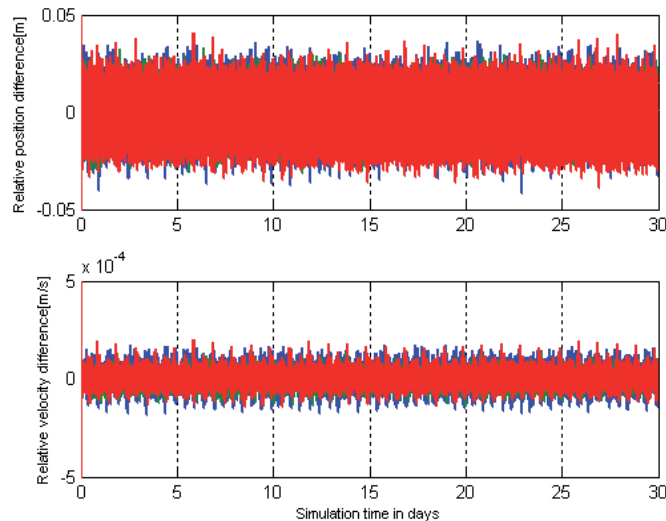 0.05
0
-0.05
Relative position difference[m]
0 5 10 15 20 25 30
x 10^-4
5
0
-5
Relative velocity difference[m/s]
0 5 10 15 20 25 30
Simulation time in days